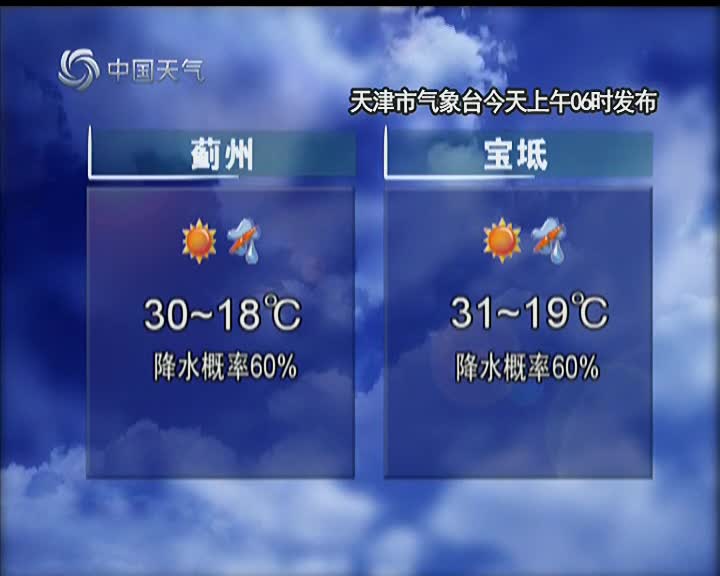 中国天气
天津市气象台今天上午06时发布
蓟州
宝坻
30~18℃
31~19℃
降水概率60%
降水概率60%